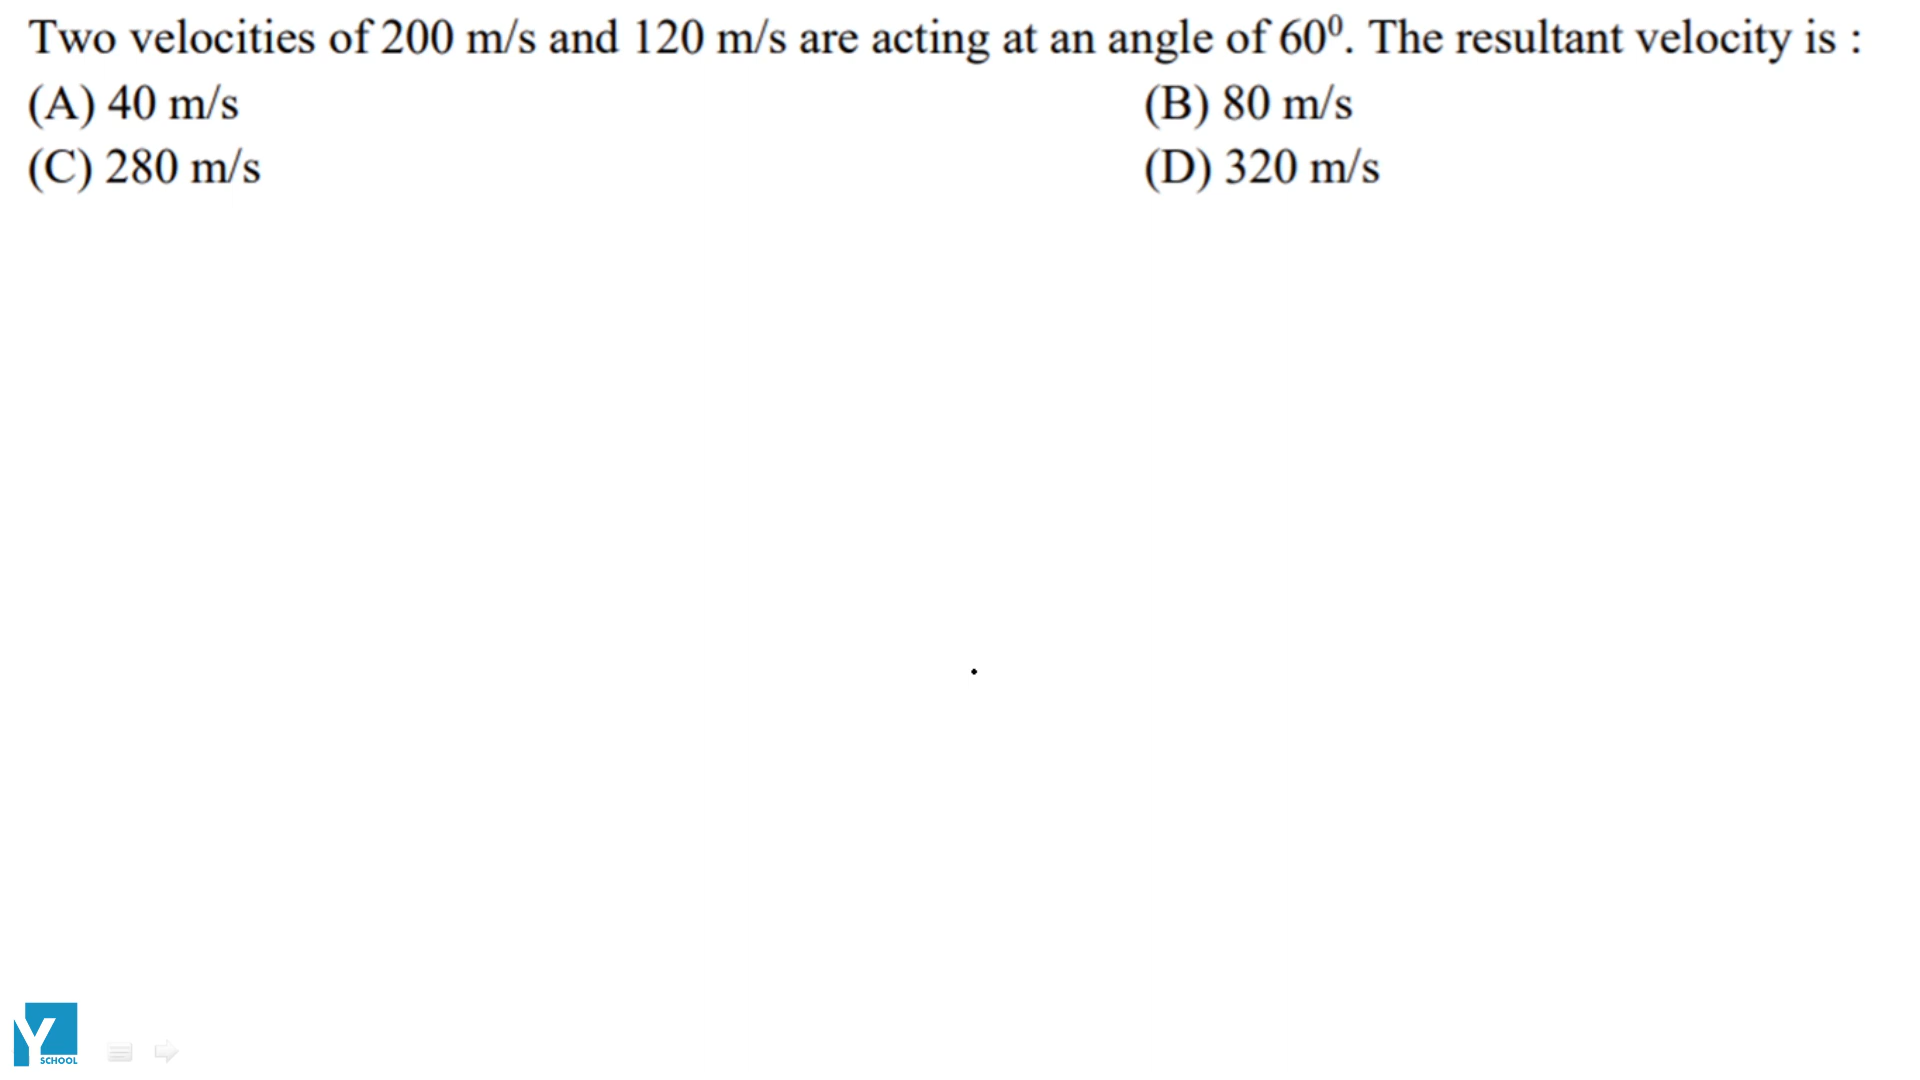 Two velocities of 200 m/s and 120 m/s are acting at an angle of 60⁰. The resultant velocity is :
(A) 40 m/s (B) 80 m/s
(C) 280 m/s (D) 320 m/s
Y
SCHOOL